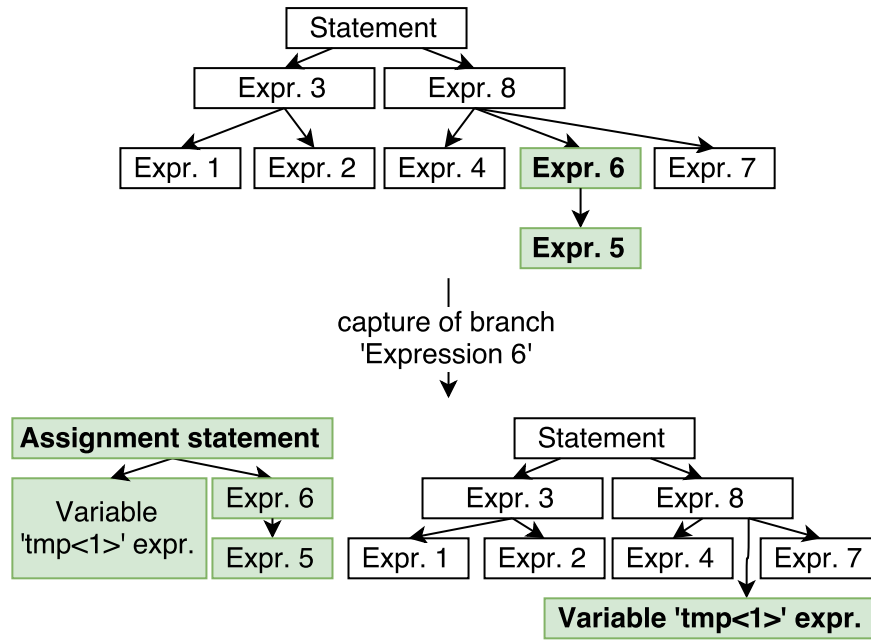 Statement
Expr. 3
Expr. 8
Expr. 1
Expr. 2
Expr. 4
Expr. 6
Expr. 7
Expr. 5
capture of branch
'Expression 6'
Assignment statement
Variable
'tmp<1>' expr.
Expr. 6
Expr. 5
Statement
Expr. 3
Expr. 8
Expr. 1
Expr. 2
Expr. 4
Expr. 7
Variable 'tmp<1>' expr.